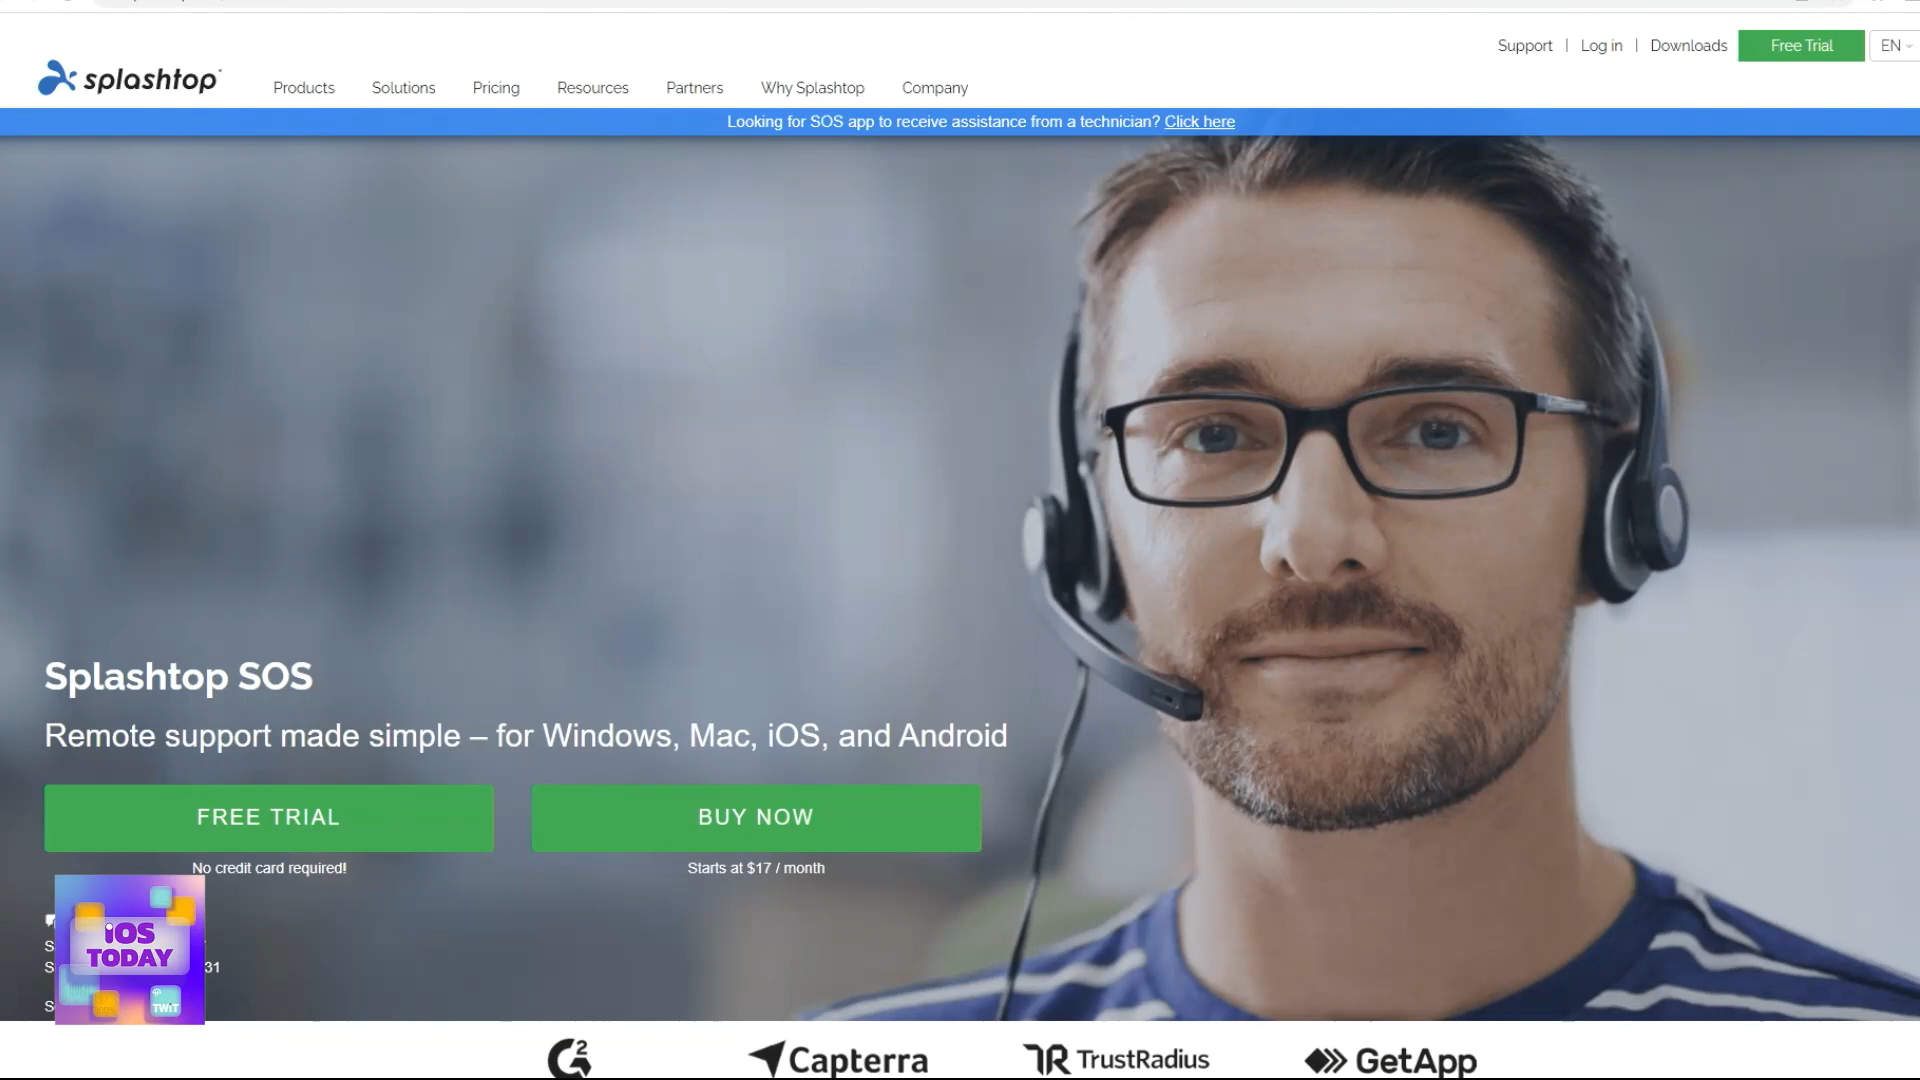 Support | Log in | Downloads Free Trial EN
splashtop
Products Solutions Pricing Resources Partners Why Splashtop Company
Looking for SOS app to receive assistance from a technician? Click here
Splashtop SOS
Remote support made simple – for Windows, Mac, iOS, and Android
FREE TRIAL
BUY NOW
No credit card required!
Starts at $17 / month
S
S 31
S
iOS
TODAY
TWiT
G2
Capterra
TrustRadius
GetApp